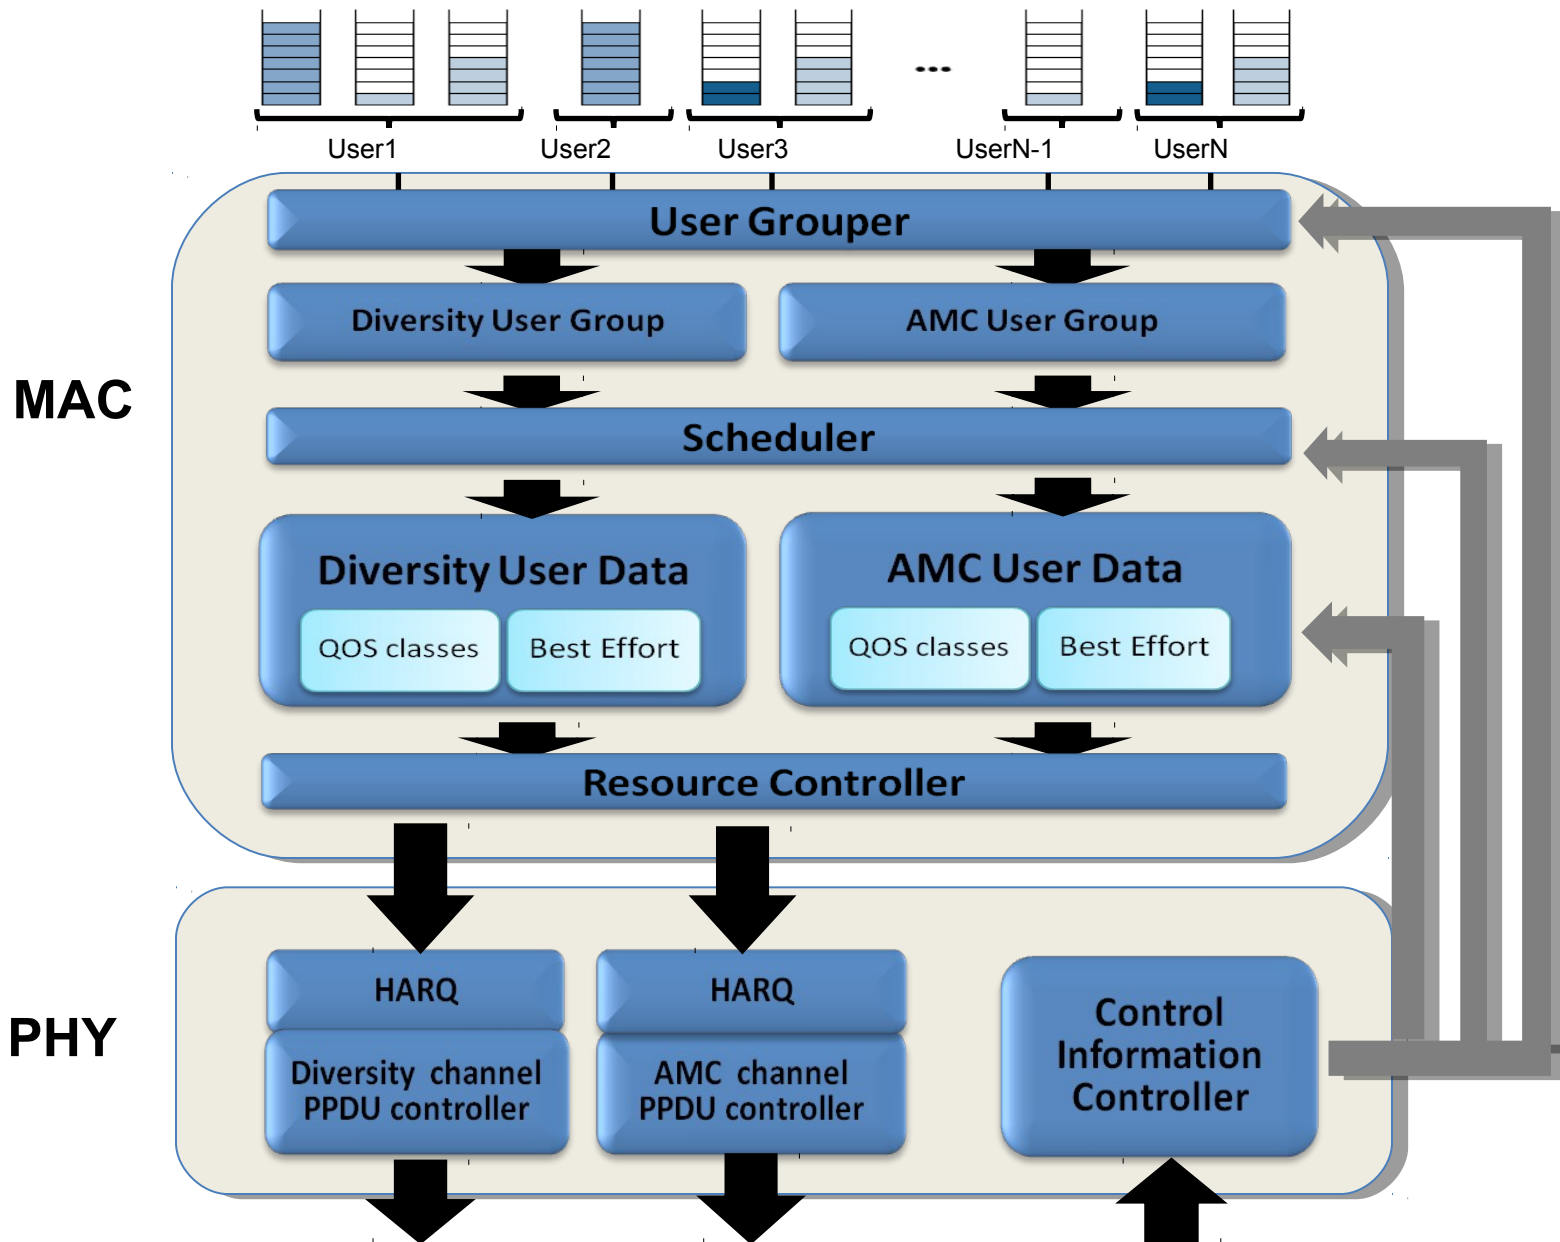 ...
User1 User2 User3 UserN-1 UserN
User Grouper
Diversity User Group AMC User Group
MAC
Scheduler
Diversity User Data AMC User Data
QOS classes Best Effort QOS classes Best Effort
Resource Controller
HARQ HARQ
PHY
Control
Information
Controller
Diversity channel
PPDU controller
AMC channel
PPDU controller